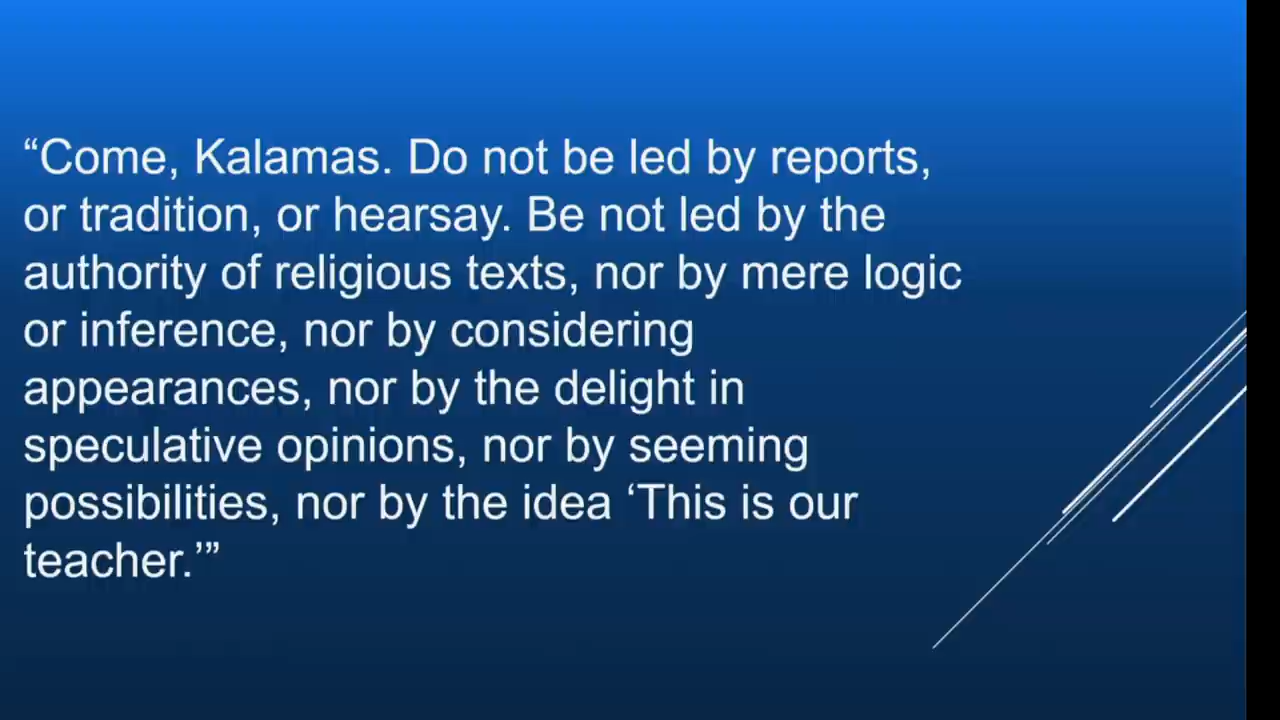 “Come, Kalamas. Do not be led by reports,
or tradition, or hearsay. Be not led by the
authority of religious texts, nor by mere logic
or inference, nor by considering
appearances, nor by the delight in
speculative opinions, nor by seeming
possibilities, nor by the idea ‘This is our
teacher.’”